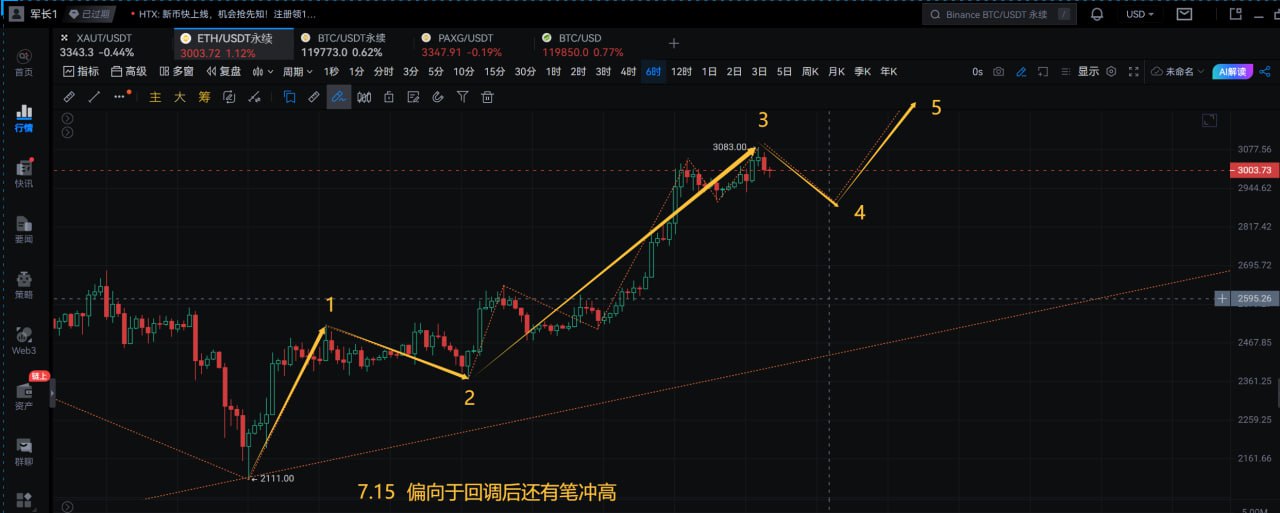 军长1 已过期 HTX: 新币快上线，机会抢先知！注册领1... Binance BTC/USDT 永续 / USD
XAUT/USDT ETH/USDT永续 BTC/USDT永续 PAXG/USDT BTC/USD
3343.3 -0.44% 3003.72 1.12% 119773.0 0.62% 3347.91 -0.19% 119850.0 0.77%
首页
指标 高级 多窗 复盘 周期 1秒 1分 分时 3分 5分 10分 15分 30分 1时 2时 3时 4时 6时 12时 1日 2日 3日 5日 周K 月K 季K 年K 0s 显示 未命名 AI解读
主 大 筹
行情
快讯
要闻
策略
Web3
链上
资产
群聊
5
3
3083.00
3077.56
3003.73
2944.62
4
2817.42
2695.72
2595.26
1
2467.85
2361.25
2
2259.25
2161.66
2111.00
7.15 偏向于回调后还有笔冲高
5.00M